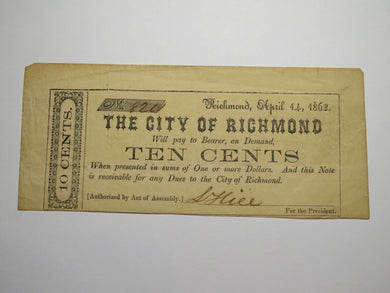 No. 820 Richmond, April 14, 1862.
THE CITY OF RICHMOND
Will pay to Bearer, on Demand,
TEN CENTS
When presented in sums of One or more Dollars. And this Note
is receivable for any Dues to the City of Richmond.
[Authorized by Act of Assembly.]
For the President.
10 CENTS.